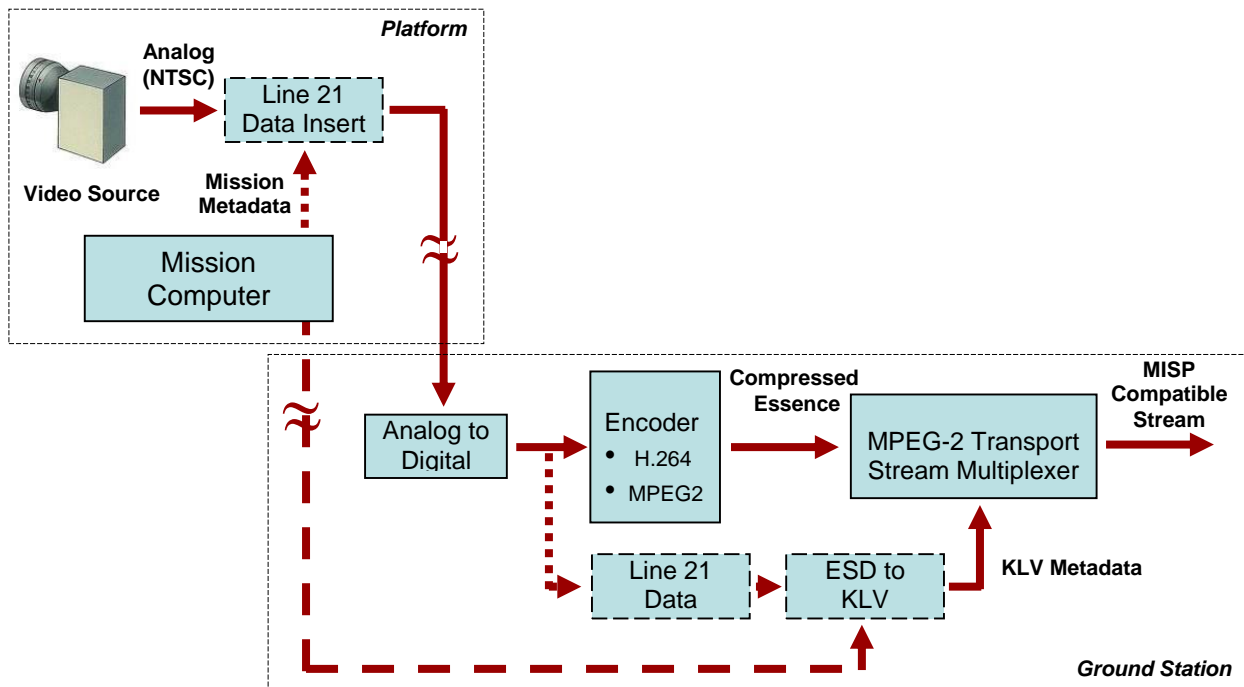 Platform
Analog
(NTSC)
Line 21
Data Insert
Video Source
Mission
Metadata
Mission
Computer
Analog to
Digital
Encoder
• H.264
• MPEG2
Compressed
Essence
MPEG-2 Transport
Stream Multiplexer
MISP
Compatible
Stream
Line 21
Data
ESD to
KLV
KLV Metadata
Ground Station